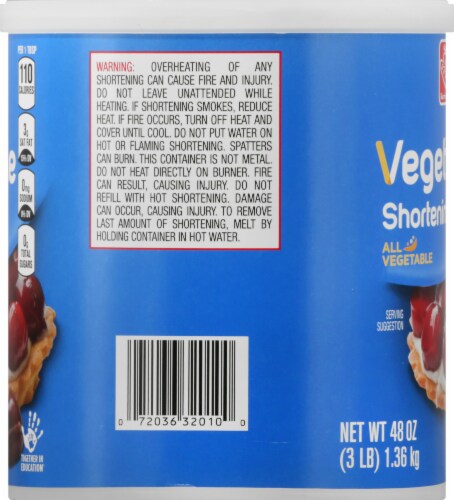 PER 1 TBSP
110
CALORIES
3g
SAT FAT
15% DV
0mg
SODIUM
0% DV
0g
TOTAL
SUGARS
WARNING: OVERHEATING OF ANY
SHORTENING CAN CAUSE FIRE AND INJURY.
DO NOT LEAVE UNATTENDED WHILE
HEATING. IF SHORTENING SMOKES, REDUCE
HEAT. IF FIRE OCCURS, TURN OFF HEAT AND
COVER UNTIL COOL. DO NOT PUT WATER ON
HOT OR FLAMING SHORTENING. SPATTERS
CAN BURN. THIS CONTAINER IS NOT METAL.
DO NOT HEAT DIRECTLY ON BURNER. FIRE
CAN RESULT, CAUSING INJURY. DO NOT
REFILL WITH HOT SHORTENING. DAMAGE
CAN OCCUR, CAUSING INJURY. TO REMOVE
LAST AMOUNT OF SHORTENING, MELT BY
HOLDING CONTAINER IN HOT WATER.
e
Veget
Shortenin
ALL
VEGETABLE
SERVING
SUGGESTION
0 72036 32010 0
TOGETHER IN
EDUCATION
NET WT 48 OZ
(3 LB) 1.36 kg